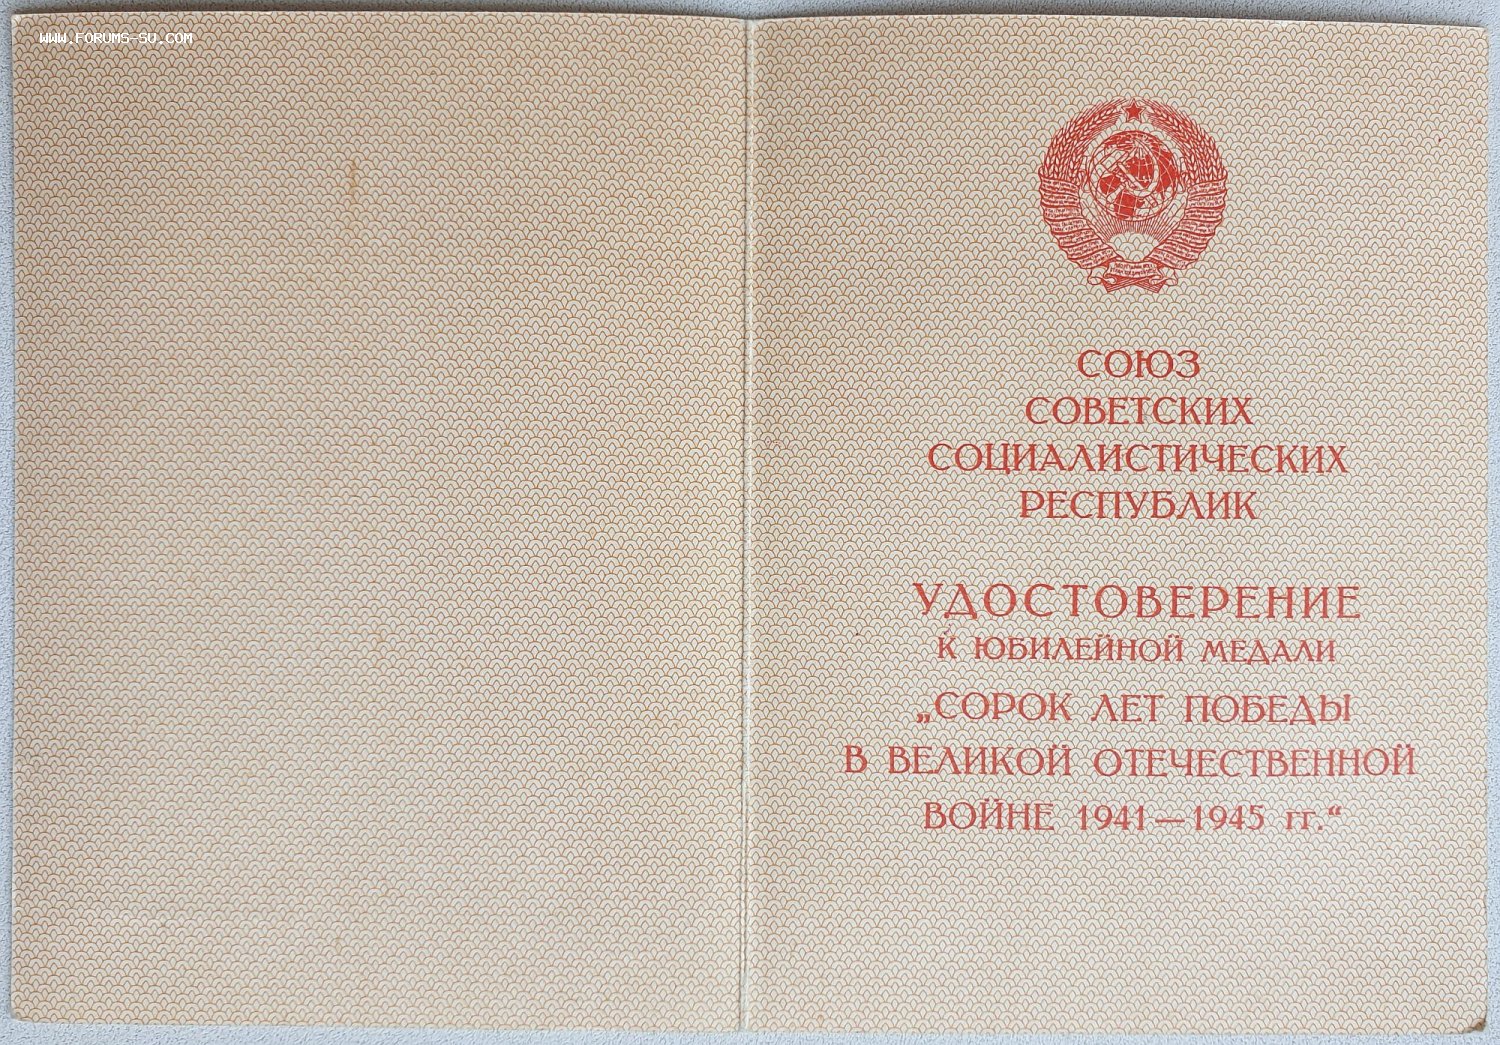 WWW.FORUMS-SU.COM
СОЮЗ
СОВЕТСКИХ
СОЦИАЛИСТИЧЕСКИХ
РЕСПУБЛИК
УДОСТОВЕРЕНИЕ
К ЮБИЛЕЙНОЙ МЕДАЛИ
„СОРОК ЛЕТ ПОБЕДЫ
В ВЕЛИКОЙ ОТЕЧЕСТВЕННОЙ
ВОЙНЕ 1941—1945 гг.“